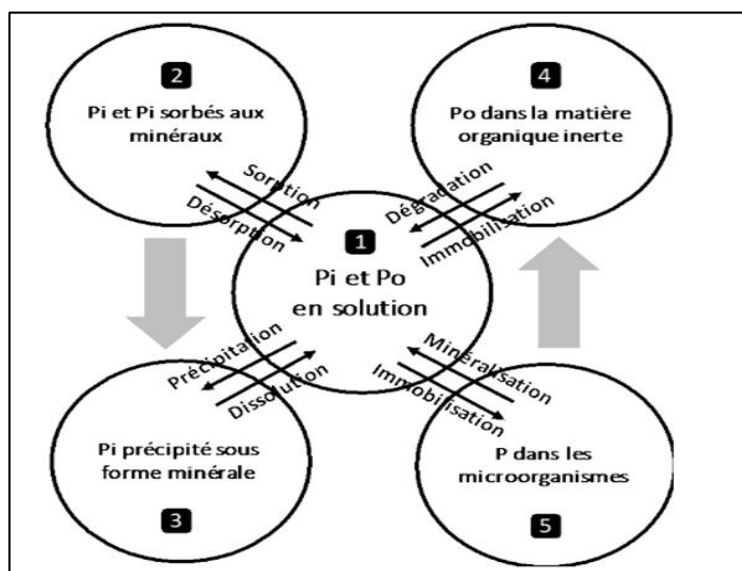 2
Pi et Pi sorbés aux
minéraux
4
Po dans la matière
organique inerte
Sorption
Désorption
Dégradation
Immobilisation
1
Pi et Po
en solution
Précipitation
Dissolution
Minéralisation
Immobilisation
Pi précipité sous
forme minérale
3
P dans les
microorganismes
5